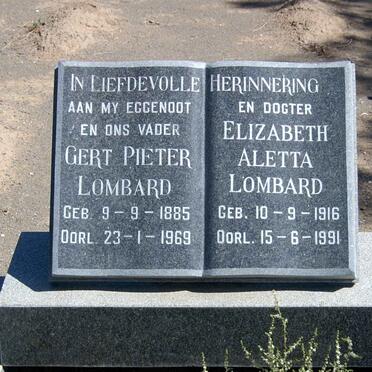 IN LIEFDEVOLLE HERINNERING
AAN MY EGGENOOT
EN ONS VADER
GERT PIETER
LOMBARD
GEB. 9-9-1885
OORL. 23-1-1969
EN DOGTER
ELIZABETH
ALETTA
LOMBARD
GEB. 10-9-1916
OORL. 15-6-1991